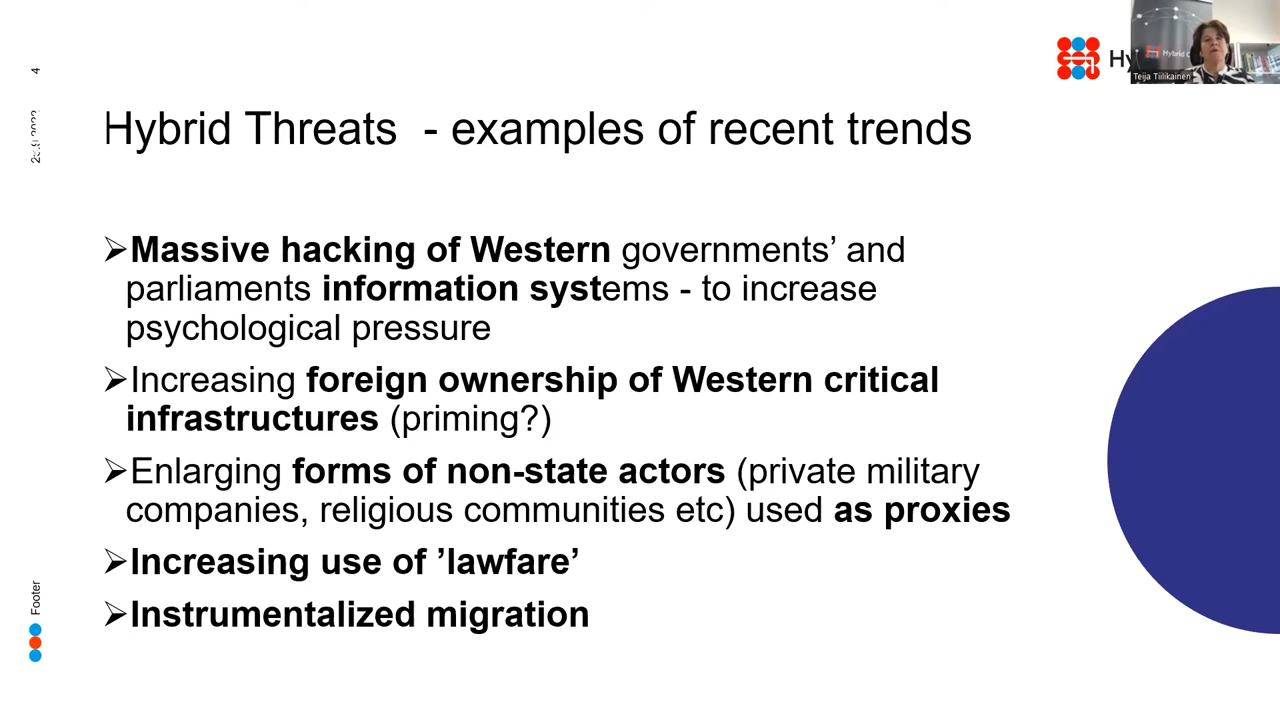 4
Hy
Hybrid C
Teija Tiilikainen
Hybrid Threats - examples of recent trends
➢Massive hacking of Western governments’ and
parliaments information systems - to increase
psychological pressure
➢Increasing foreign ownership of Western critical
infrastructures (priming?)
➢Enlarging forms of non-state actors (private military
companies, religious communities etc) used as proxies
➢Increasing use of ’lawfare’
➢Instrumentalized migration
Footer